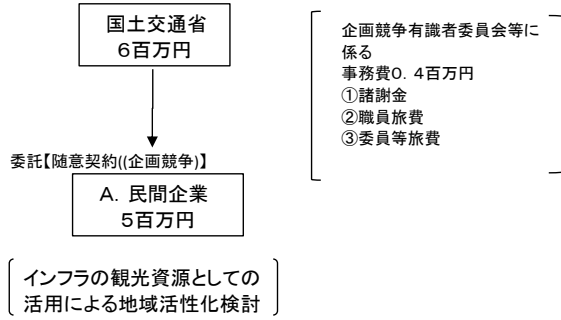 国土交通省
6百万円
企画競争有識者委員会等に
係る
事務費0．4百万円
①諸謝金
②職員旅費
③委員等旅費
委託【随意契約((企画競争)】
A．民間企業
5百万円
インフラの観光資源としての
活用による地域活性化検討